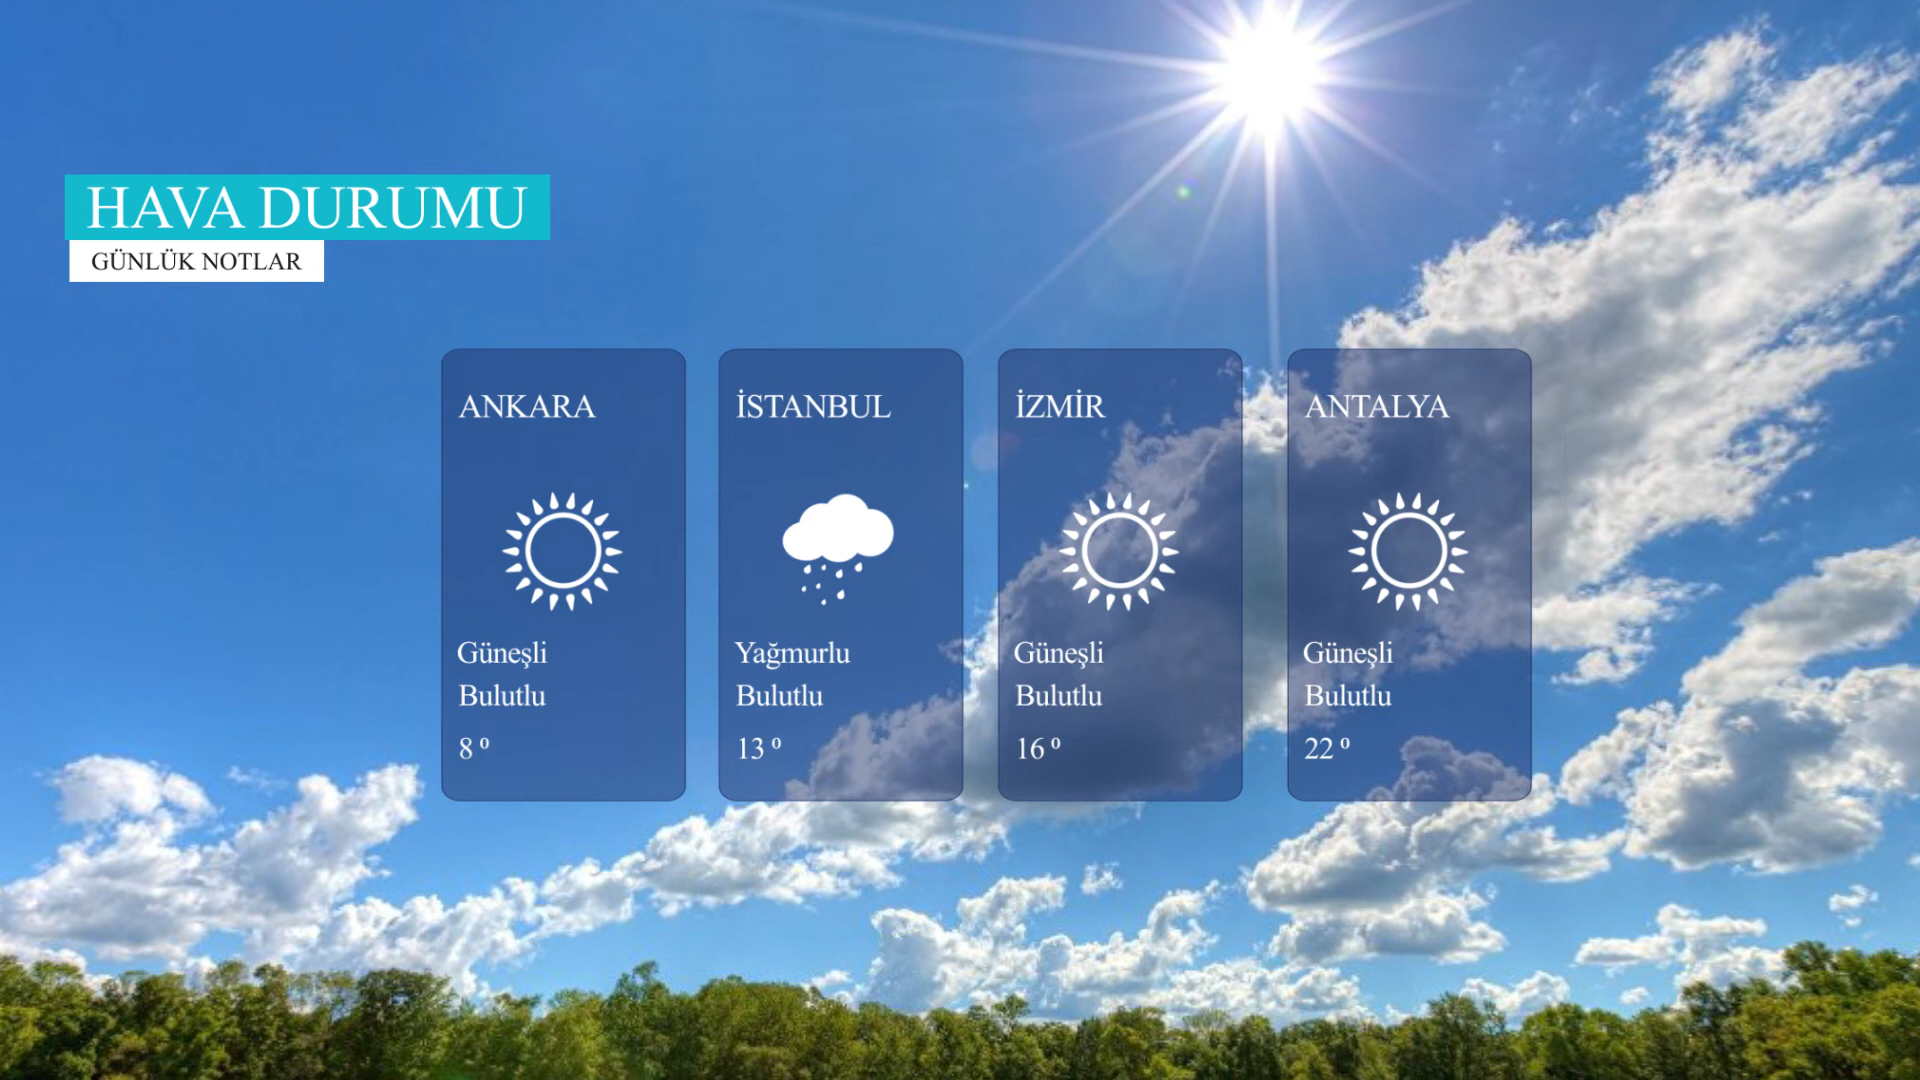 HAVA DURUMU
GÜNLÜK NOTLAR
ANKARA
Güneşli
Bulutlu
8 º
İSTANBUL
Yağmurlu
Bulutlu
13 º
İZMİR
Güneşli
Bulutlu
16 º
ANTALYA
Güneşli
Bulutlu
22 º